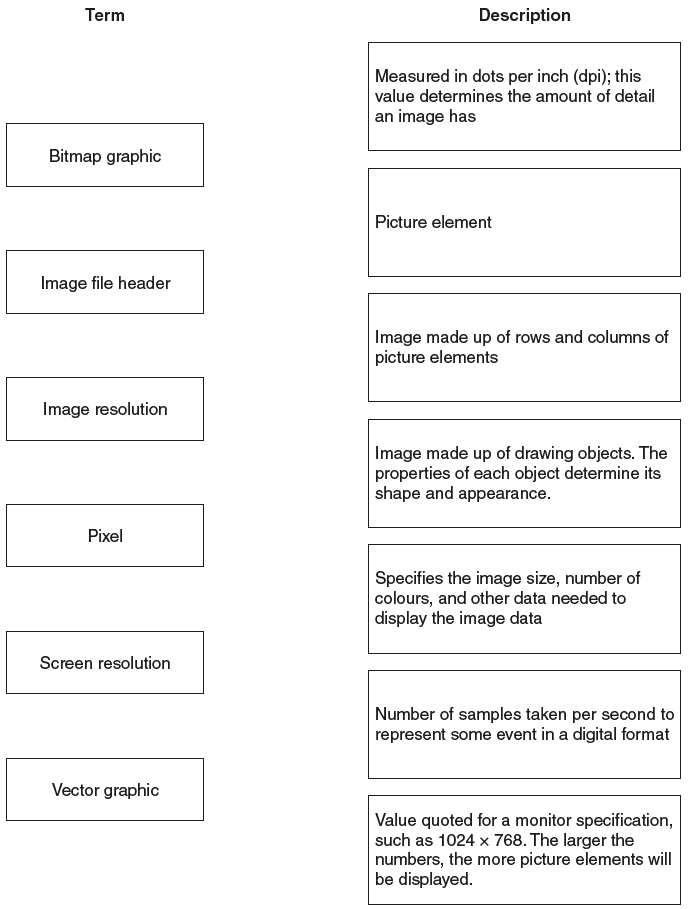 Term
Description
Bitmap graphic
Image file header
Image resolution
Pixel
Screen resolution
Vector graphic
Measured in dots per inch (dpi); this
value determines the amount of detail
an image has
Picture element
Image made up of rows and columns of
picture elements
Image made up of drawing objects. The
properties of each object determine its
shape and appearance.
Specifies the image size, number of
colours, and other data needed to
display the image data
Number of samples taken per second to
represent some event in a digital format
Value quoted for a monitor specification,
such as 1024 × 768. The larger the
numbers, the more picture elements will
be displayed.